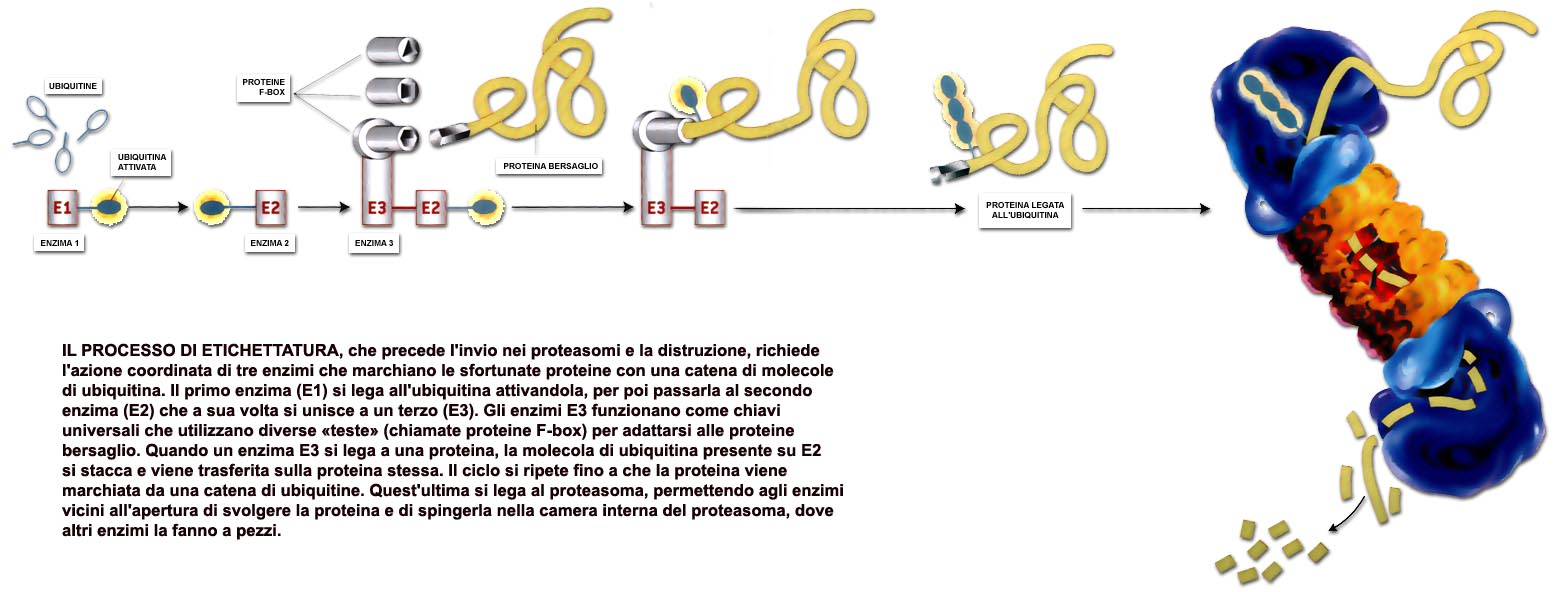 UBIQUITINE
PROTEINE
F-BOX
UBIQUITINA
ATTIVATA
PROTEINA BERSAGLIO
E1
E2
E3
E2
E3
E2
PROTEINA LEGATA
ALL'UBIQUITINA
ENZIMA 1
ENZIMA 2
ENZIMA 3
IL PROCESSO DI ETICHETTATURA, che precede l'invio nei proteasomi e la distruzione, richiede
l'azione coordinata di tre enzimi che marchiano le sfortunate proteine con una catena di molecole
di ubiquitina. Il primo enzima (E1) si lega all'ubiquitina attivandola, per poi passarla al secondo
enzima (E2) che a sua volta si unisce a un terzo (E3). Gli enzimi E3 funzionano come chiavi
universali che utilizzano diverse «teste» (chiamate proteine F-box) per adattarsi alle proteine
bersaglio. Quando un enzima E3 si lega a una proteina, la molecola di ubiquitina presente su E2
si stacca e viene trasferita sulla proteina stessa. Il ciclo si ripete fino a che la proteina viene
marchiata da una catena di ubiquitine. Quest'ultima si lega al proteasoma, permettendo agli enzimi
vicini all'apertura di svolgere la proteina e di spingerla nella camera interna del proteasoma, dove
altri enzimi la fanno a pezzi.